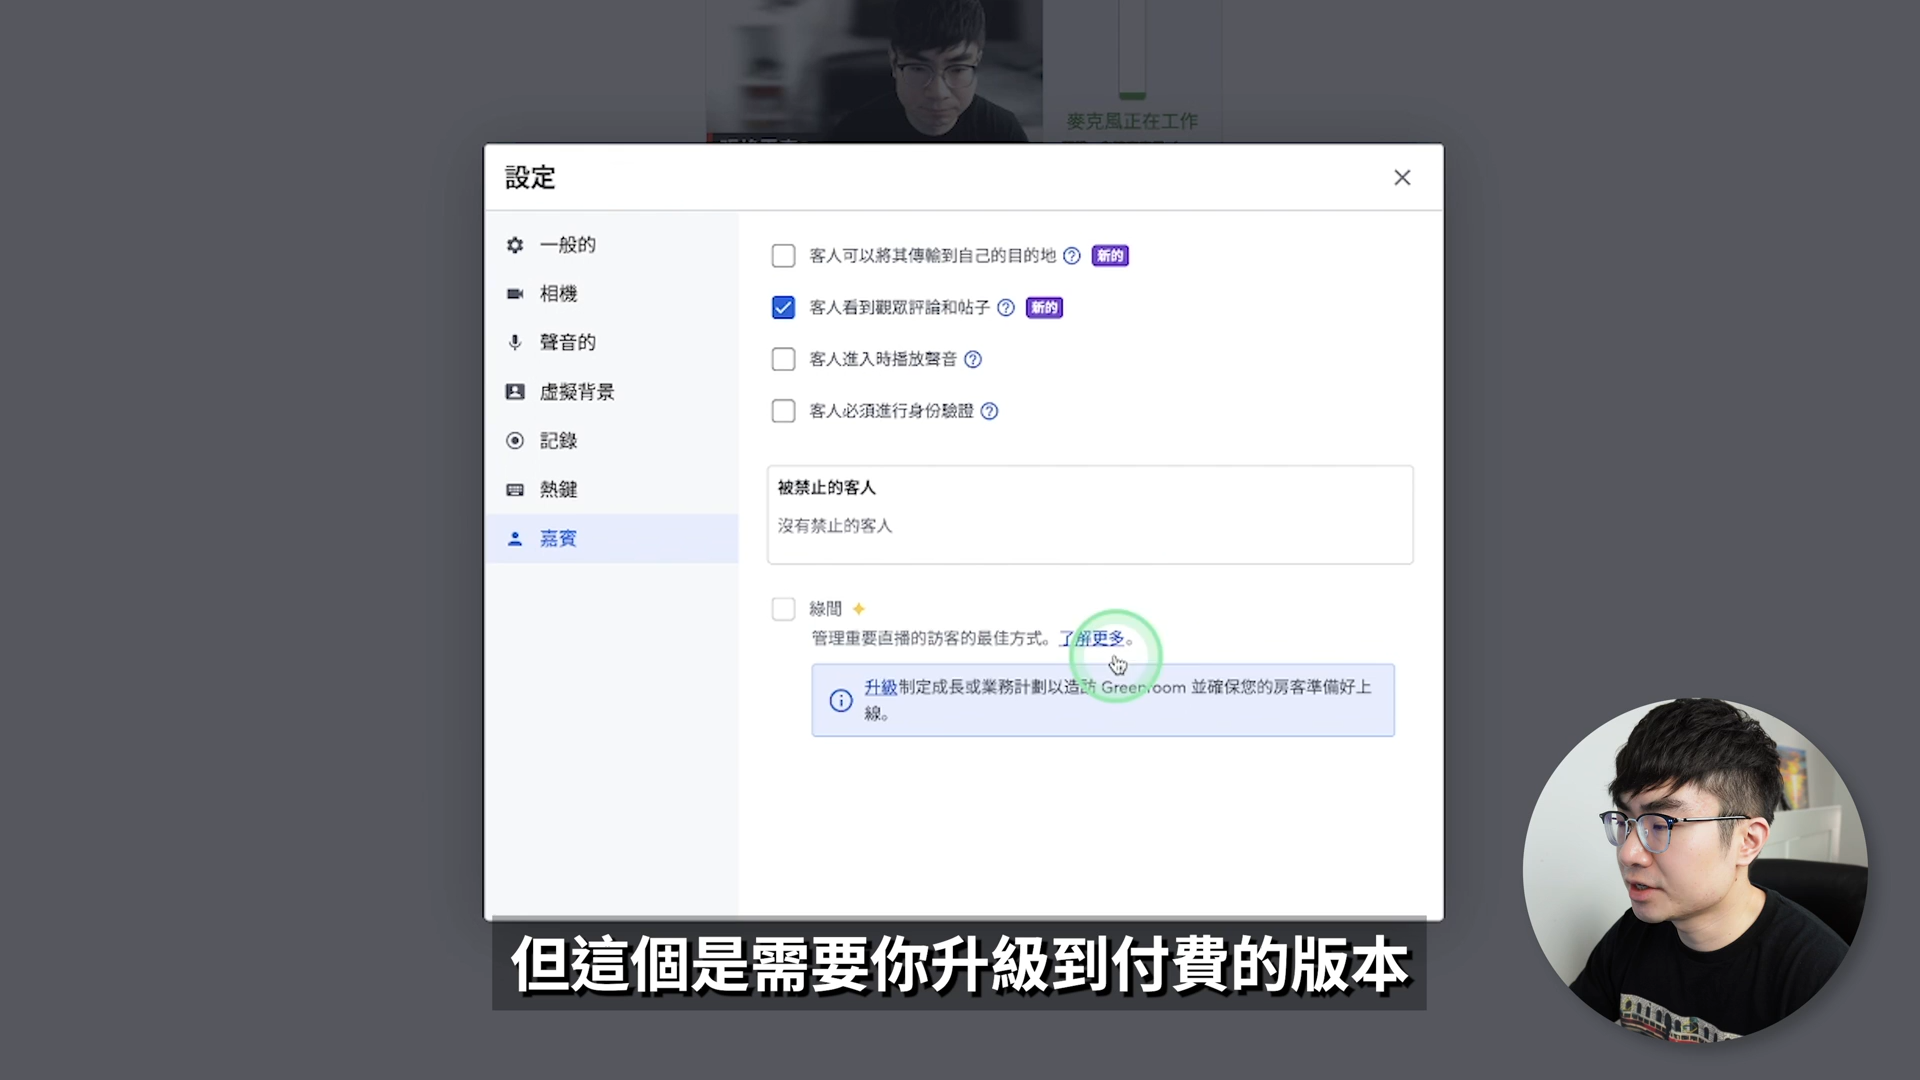 麥克風正在工作
設定
一般的
相機
聲音的
虛擬背景
記錄
熱鍵
嘉賓
客人可以將其傳輸到自己的目的地 新的
客人看到觀眾評論和帖子 新的
客人進入時播放聲音
客人必須進行身份驗證
被禁止的客人
沒有禁止的客人
綠間
管理重要直播的訪客的最佳方式。了解更多。
升級制定成長或業務計劃以造訪 Greenroom 並確保您的房客準備好上
線。
但這個是需要你升級到付費的版本